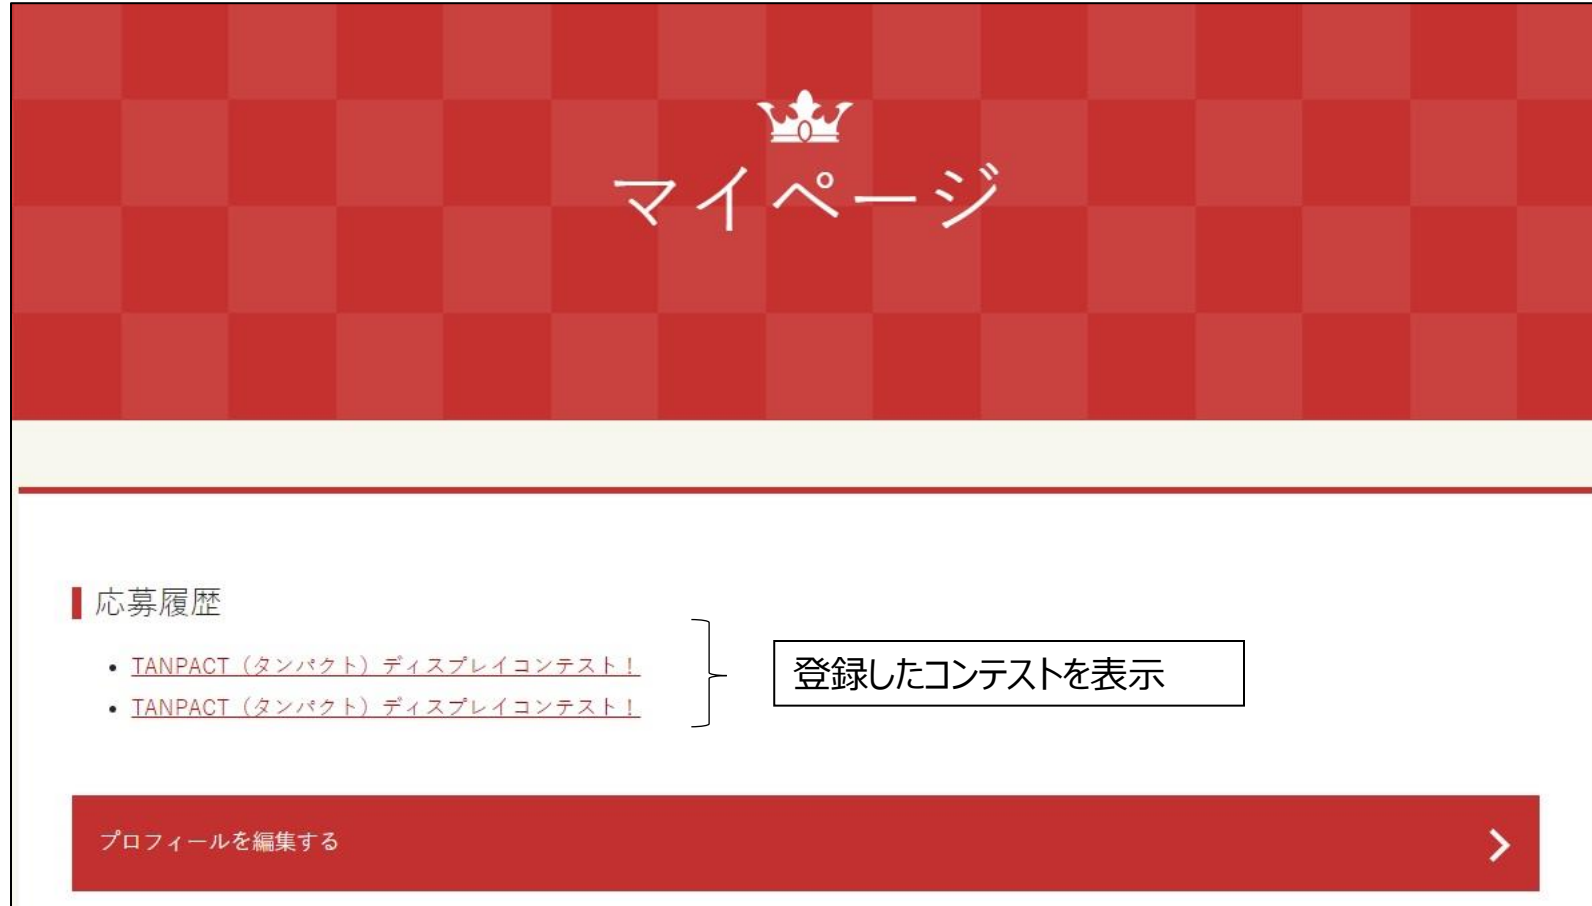 マイページ
応募履歴
TANPACT（タンパクト）ディスプレイコンテスト！
TANPACT（タンパクト）ディスプレイコンテスト！
登録したコンテストを表示
プロフィールを編集する